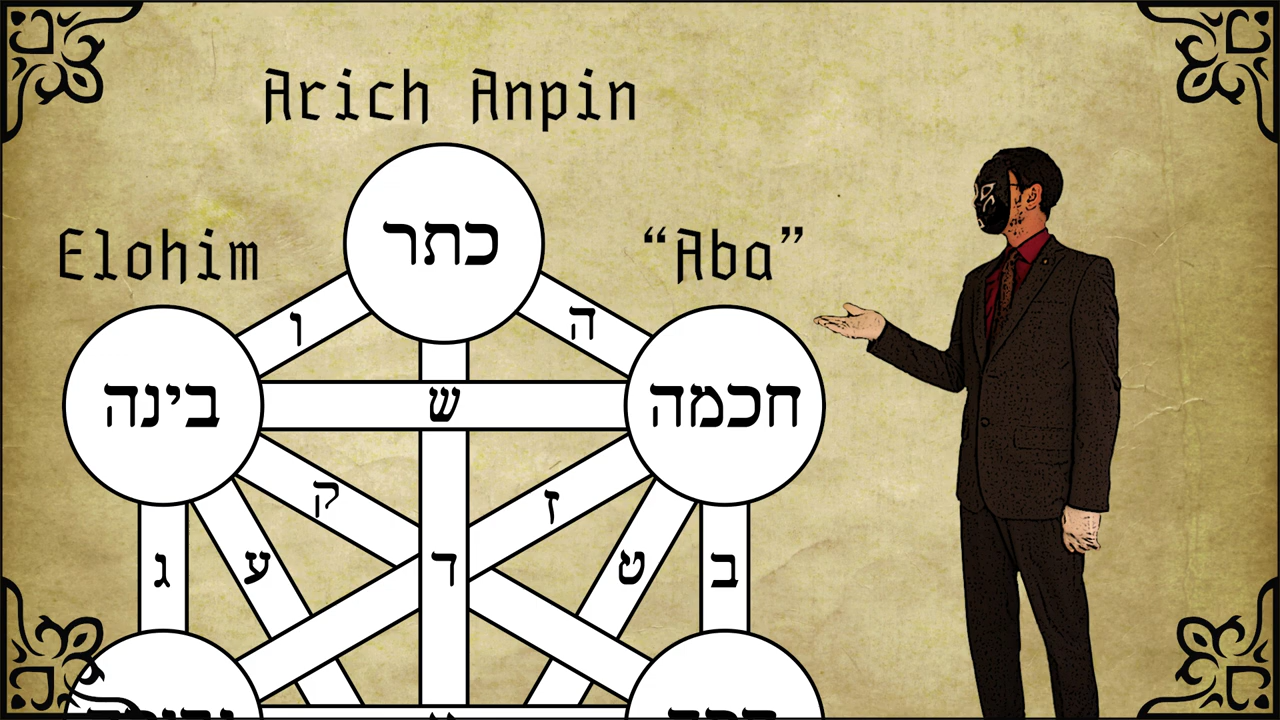 Arich Anpin
כתר
Elohim
“Aba”
ו
ה
בינה
ש
חכמה
ק
ז
ג
ע
ד
ט
ב